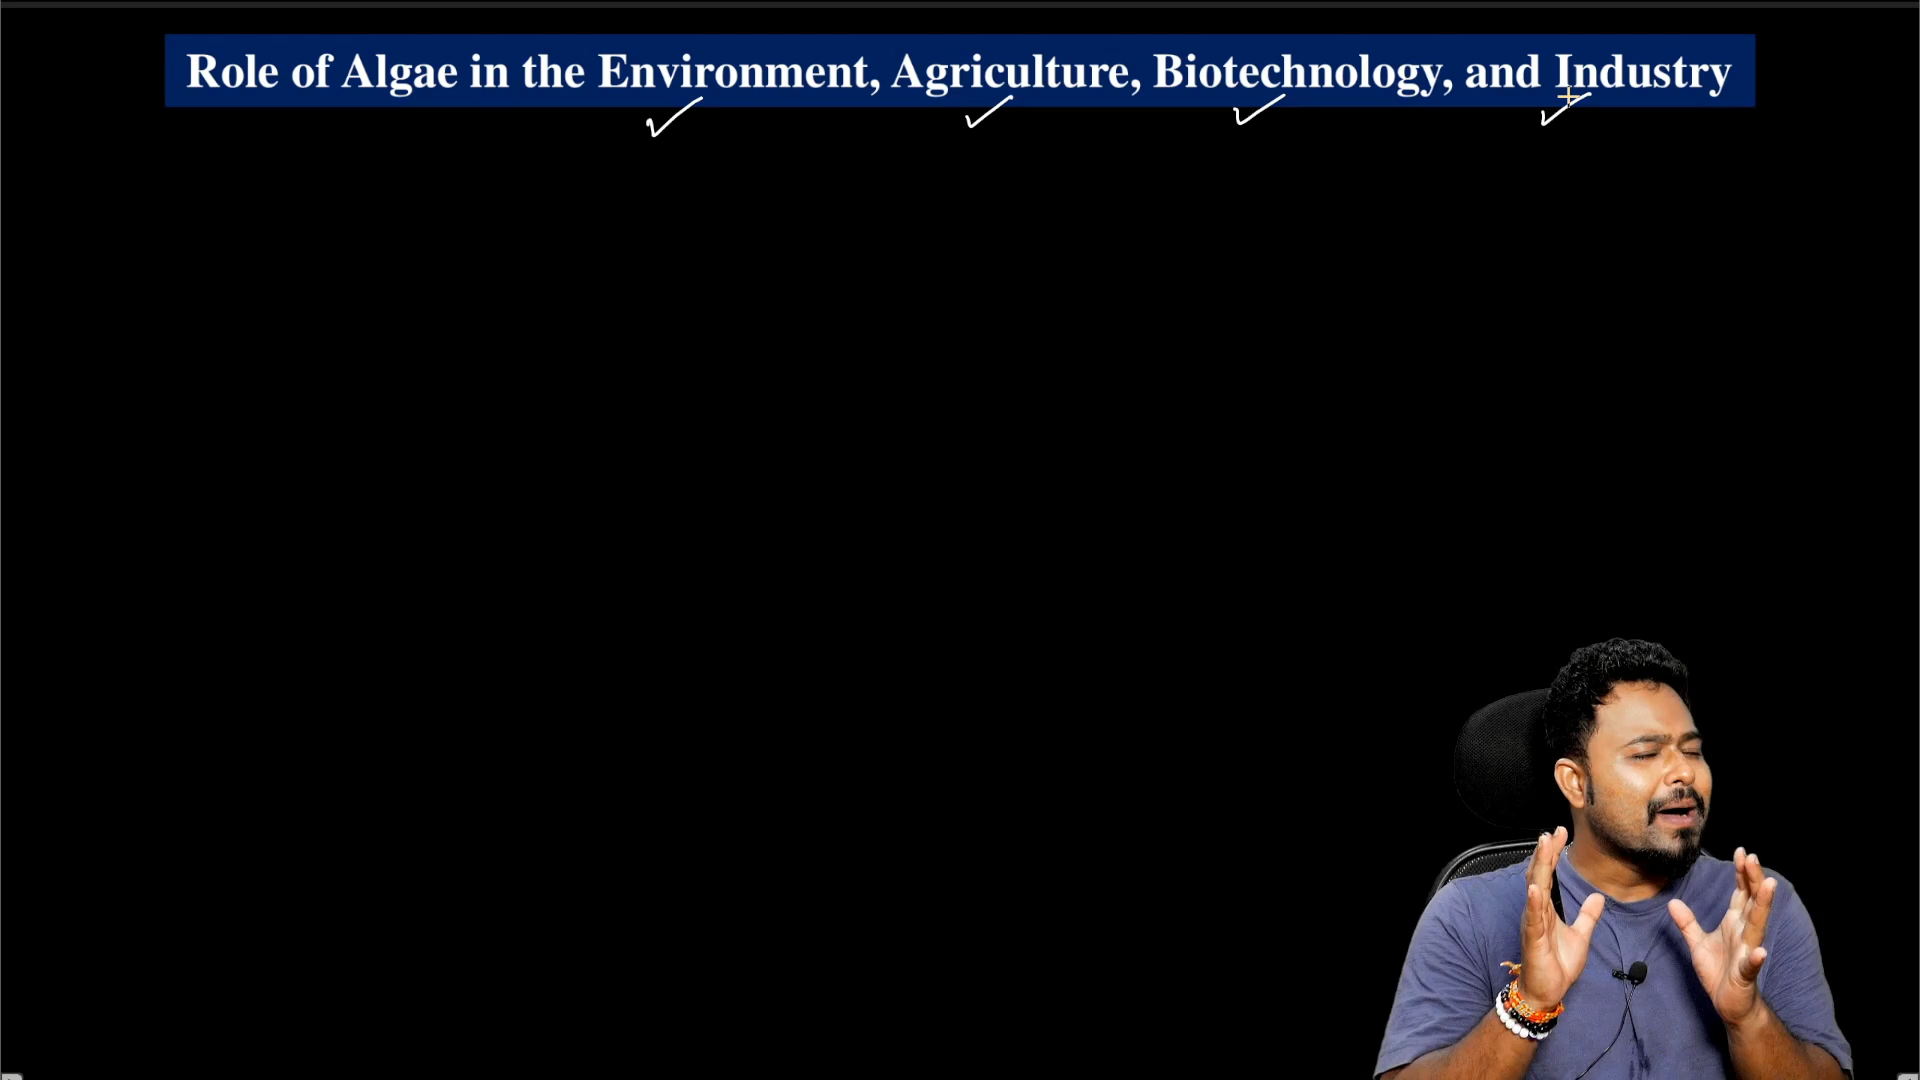 Role of Algae in the Environment, Agriculture, Biotechnology, and Industry